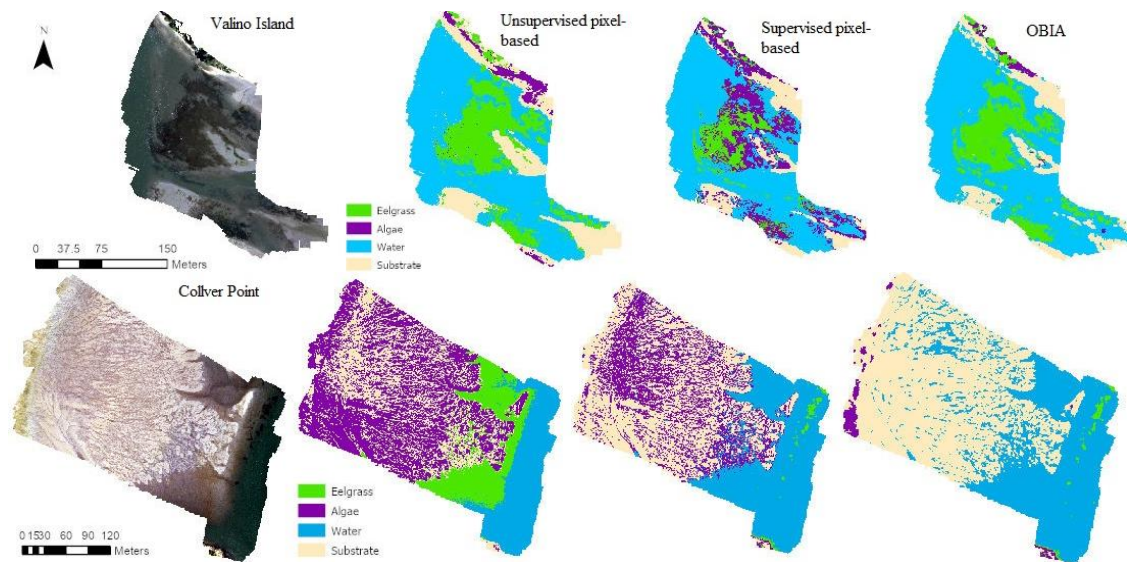 N
Valino Island
Unsupervised pixel-
based
Supervised pixel-
based
OBIA
Eelgrass
Algae
Water
Substrate
0 37.5 75 150
Meters
Collver Point
Eelgrass
Algae
Water
Substrate
0 15 30 60 90 120
Meters